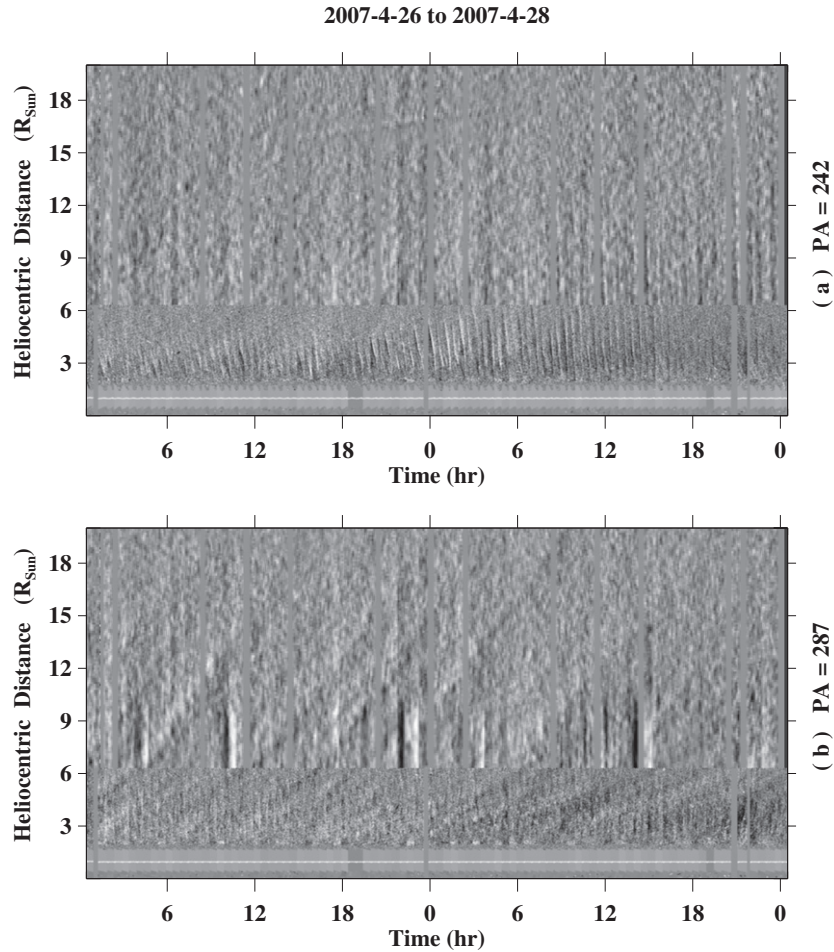 2007-4-26 to 2007-4-28
Heliocentric Distance (R_Sun)
18
15
12
9
6
3
6 12 18 0 6 12 18 0
Time (hr)
( a ) PA = 242
Heliocentric Distance (R_Sun)
18
15
12
9
6
3
6 12 18 0 6 12 18 0
Time (hr)
( b ) PA = 287